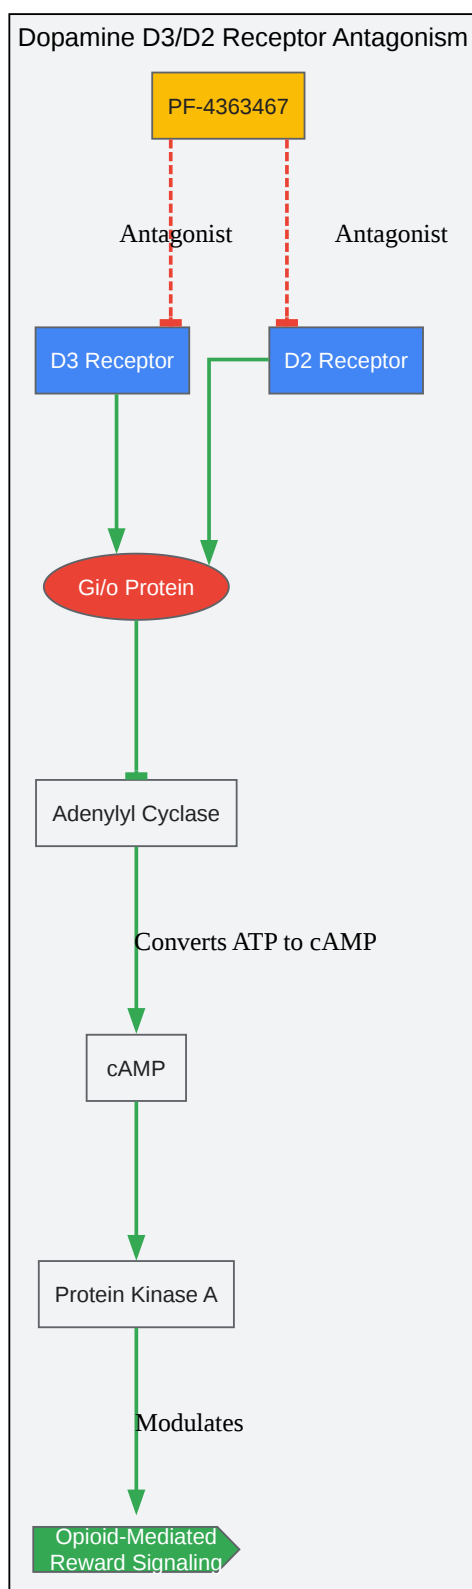 Dopamine D3/D2 Receptor Antagonism
PF-4363467
Antagonist
Antagonist
D3 Receptor
D2 Receptor
Gi/o Protein
Adenylyl Cyclase
Converts ATP to cAMP
cAMP
Protein Kinase A
Modulates
Opioid-Mediated
Reward Signaling